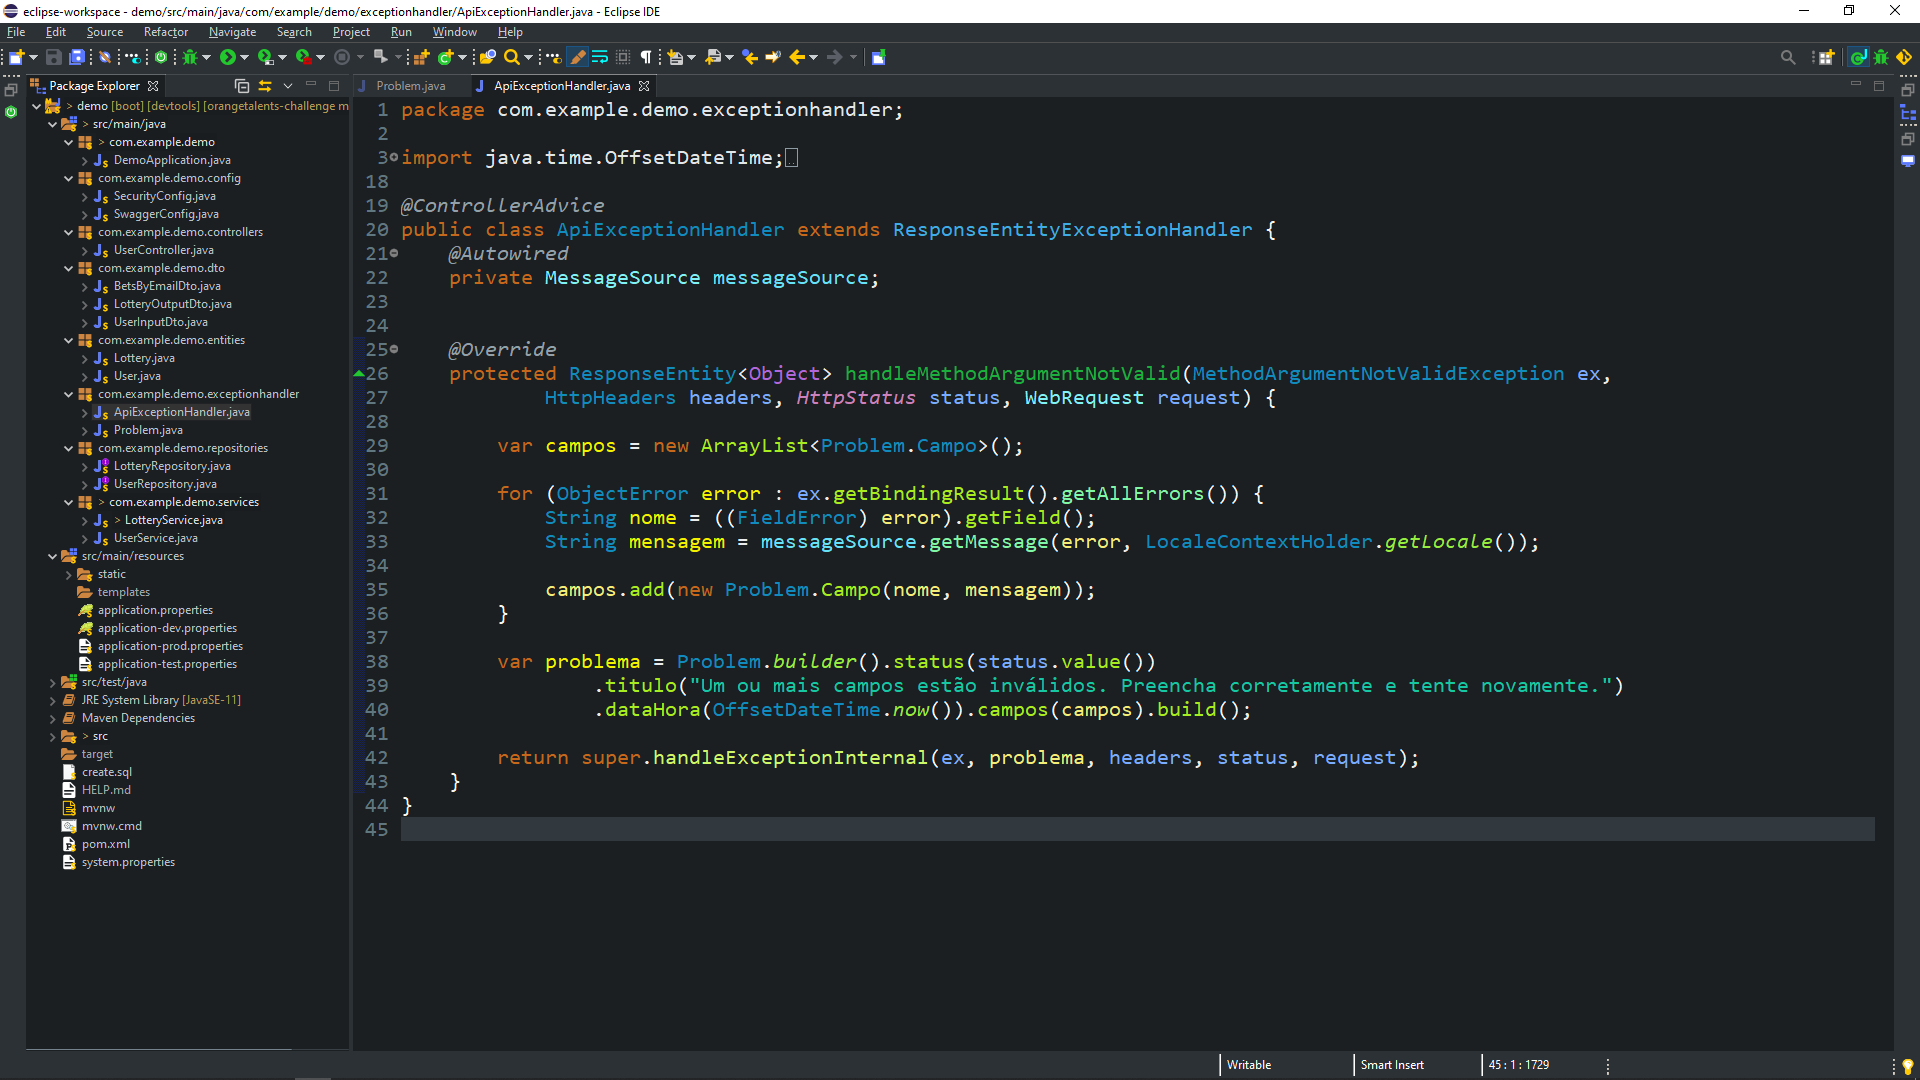 eclipse-workspace - demo/src/main/java/com/example/demo/exceptionhandler/ApiExceptionHandler.java - Eclipse IDE
File Edit Source Refactor Navigate Search Project Run Window Help
Package Explorer
demo [boot] [devtools] [orangetalents-challenge m
src/main/java
com.example.demo
DemoApplication.java
com.example.demo.config
SecurityConfig.java
SwaggerConfig.java
com.example.demo.controllers
UserController.java
com.example.demo.dto
BetsByEmailDto.java
LotteryOutputDto.java
UserInputDto.java
com.example.demo.entities
Lottery.java
User.java
com.example.demo.exceptionhandler
ApiExceptionHandler.java
Problem.java
com.example.demo.repositories
LotteryRepository.java
UserRepository.java
com.example.demo.services
LotteryService.java
UserService.java
src/main/resources
static
templates
application.properties
application-dev.properties
application-prod.properties
application-test.properties
src/test/java
JRE System Library [JavaSE-11]
Maven Dependencies
src
target
create.sql
HELP.md
mvnw
mvnw.cmd
pom.xml
system.properties
Problem.java ApiExceptionHandler.java
1 package com.example.demo.exceptionhandler;
2
3 import java.time.OffsetDateTime;
18
19 @ControllerAdvice
20 public class ApiExceptionHandler extends ResponseEntityExceptionHandler {
21 @Autowired
22 private MessageSource messageSource;
23
24
25 @Override
26 protected ResponseEntity<Object> handleMethodArgumentNotValid(MethodArgumentNotValidException ex,
27 HttpHeaders headers, HttpStatus status, WebRequest request) {
28
29 var campos = new ArrayList<Problem.Campo>();
30
31 for (ObjectError error : ex.getBindingResult().getAllErrors()) {
32 String nome = ((FieldError) error).getField();
33 String mensagem = messageSource.getMessage(error, LocaleContextHolder.getLocale());
34
35 campos.add(new Problem.Campo(nome, mensagem));
36 }
37
38 var problema = Problem.builder().status(status.value())
39 .titulo("Um ou mais campos estão inválidos. Preencha corretamente e tente novamente.")
40 .dataHora(OffsetDateTime.now()).campos(campos).build();
41
42 return super.handleExceptionInternal(ex, problema, headers, status, request);
43 }
44 }
45
Writable Smart Insert 45 : 1 : 1729